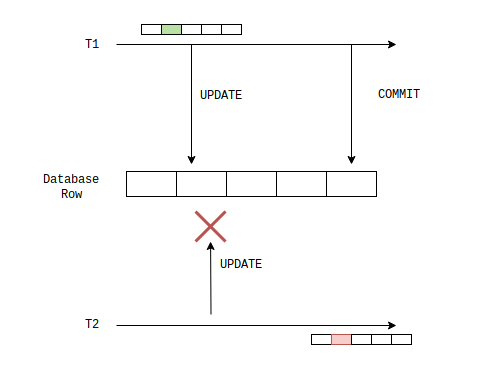 T1
UPDATE
COMMIT
Database
Row
UPDATE
T2